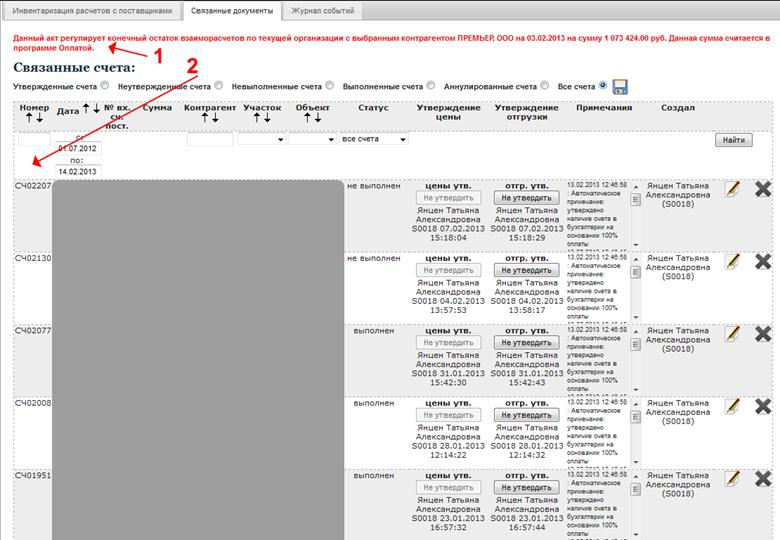 Инвентаризация расчетов с поставщиками Связанные документы Журнал событий
Данный акт регулирует конечный остаток взаиморасчетов по текущей организации с выбранным контрагентом ПРЕМЬЕР, ООО на 03.02.2013 на сумму 1 073 424.00 руб. Данная сумма считается в
программе Оплатой.
1
Связанные счета:
2
Утвержденные счета Неутвержденные счета Невыполненные счета Выполненные счета Аннулированные счета Все счета
Номер Дата № вх. сч. пост. Сумма Контрагент Участок Объект Статус Утверждение цены Утверждение отгрузки Примечания Создал
с:
01.07.2012
по:
14.02.2013
все счета
Найти
СЧ02207 не выполнен цены утв. отгр. утв. 13.02.2013 12:46:58 Янцен Татьяна
Не утвердить Не утвердить : Автоматическое Александровна
Янцен Татьяна Янцен Татьяна примечание: (S0018)
Александровна Александровна утверждено
S0018 07.02.2013 S0018 07.02.2013 наличие счета в
15:18:04 15:18:29 бухгалтерии на
основании 100%
оплаты
СЧ02130 не выполнен цены утв. отгр. утв. 13.02.2013 12:46:58 Янцен Татьяна
Не утвердить Не утвердить : Автоматическое Александровна
Янцен Татьяна Янцен Татьяна примечание: (S0018)
Александровна Александровна утверждено
S0018 04.02.2013 S0018 04.02.2013 наличие счета в
13:57:53 13:58:17 бухгалтерии на
основании 100%
оплаты
СЧ02077 выполнен цены утв. отгр. утв. 13.02.2013 12:46:58 Янцен Татьяна
Не утвердить Не утвердить : Автоматическое Александровна
Янцен Татьяна Янцен Татьяна примечание: (S0018)
Александровна Александровна утверждено
S0018 31.01.2013 S0018 31.01.2013 наличие счета в
15:42:30 15:42:43 бухгалтерии на
основании 100%
оплаты
СЧ02008 выполнен цены утв. отгр. утв. 13.02.2013 12:46:58 Янцен Татьяна
Не утвердить Не утвердить : Автоматическое Александровна
Янцен Татьяна Янцен Татьяна примечание: (S0018)
Александровна Александровна утверждено
S0018 28.01.2013 S0018 28.01.2013 наличие счета в
12:14:22 12:14:32 бухгалтерии на
основании 100%
оплаты
СЧ01951 выполнен цены утв. отгр. утв. 13.02.2013 12:46:58 Янцен Татьяна
Не утвердить Не утвердить : Автоматическое Александровна
Янцен Татьяна Янцен Татьяна примечание: (S0018)
Александровна Александровна утверждено
S0018 23.01.2013 S0018 23.01.2013 наличие счета в
16:57:32 16:57:44 бухгалтерии на
основании 100%
оплаты